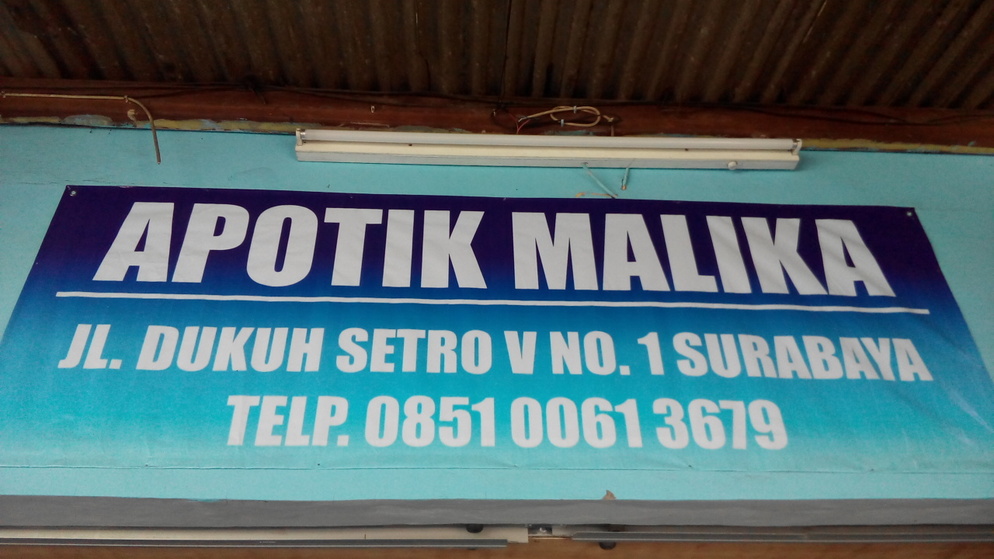 APOTIK MALIKA
JL. DUKUH SETRO V NO. 1 SURABAYA
TELP. 0851 0061 3679